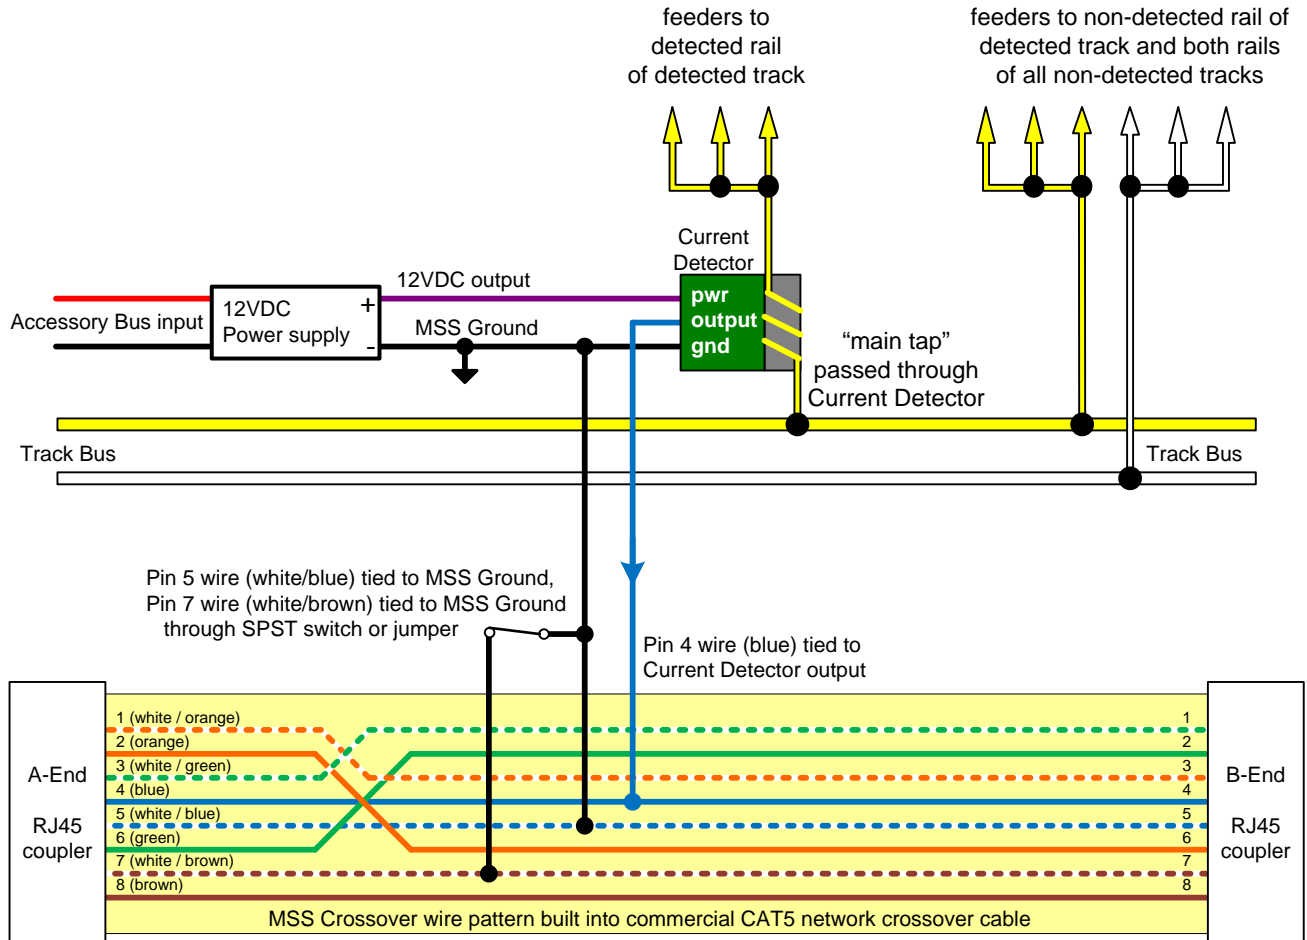 feeders to
detected rail
of detected track
feeders to non-detected rail of
detected track and both rails
of all non-detected tracks
Current
Detector
12VDC output
pwr
output
gnd
12VDC
Power supply
+
-
Accessory Bus input
MSS Ground
“main tap”
passed through
Current Detector
Track Bus
Track Bus
Pin 5 wire (white/blue) tied to MSS Ground,
Pin 7 wire (white/brown) tied to MSS Ground
through SPST switch or jumper
Pin 4 wire (blue) tied to
Current Detector output
A-End
RJ45
coupler
1 (white / orange)
2 (orange)
3 (white / green)
4 (blue)
5 (white / blue)
6 (green)
7 (white / brown)
8 (brown)
1
2
3
4
5
6
7
8
B-End
RJ45
coupler
MSS Crossover wire pattern built into commercial CAT5 network crossover cable